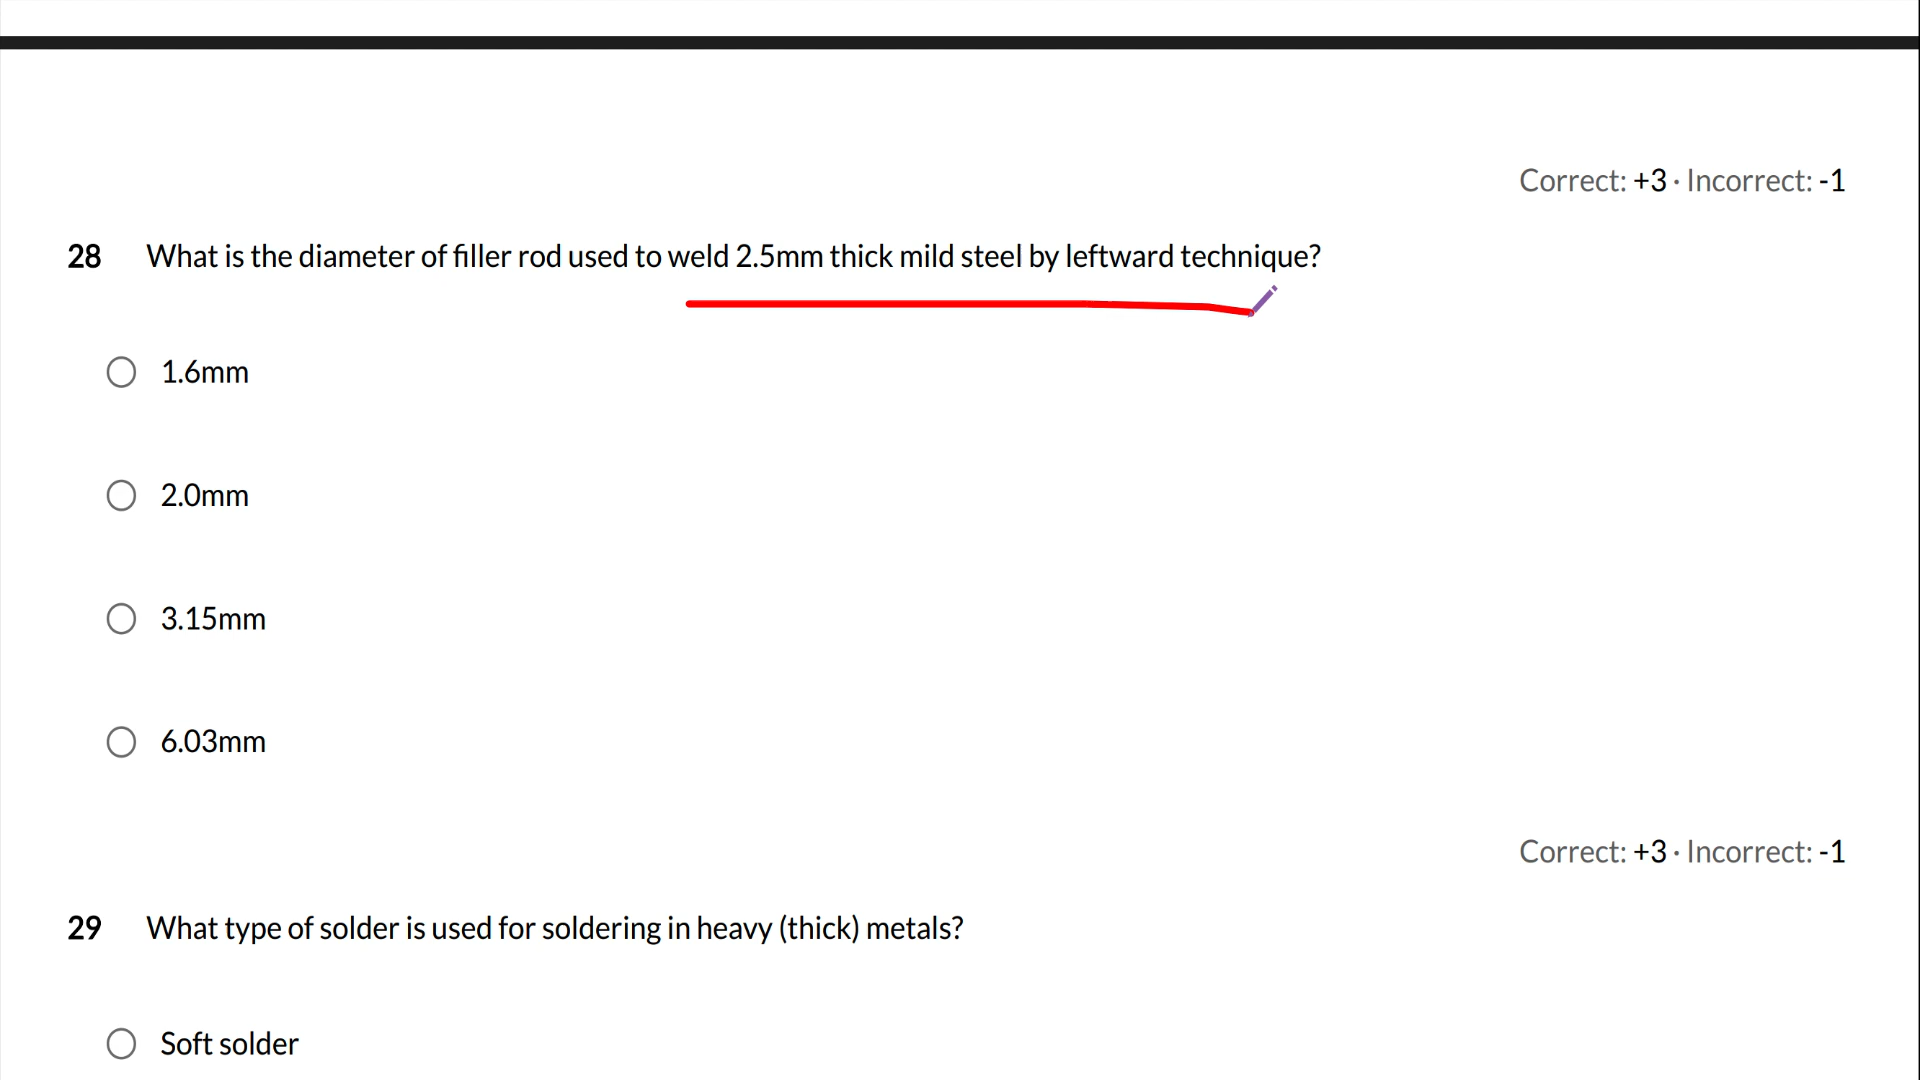 Correct: +3 · Incorrect: -1
28 What is the diameter of filler rod used to weld 2.5mm thick mild steel by leftward technique?
1.6mm
2.0mm
3.15mm
6.03mm
Correct: +3 · Incorrect: -1
29 What type of solder is used for soldering in heavy (thick) metals?
Soft solder